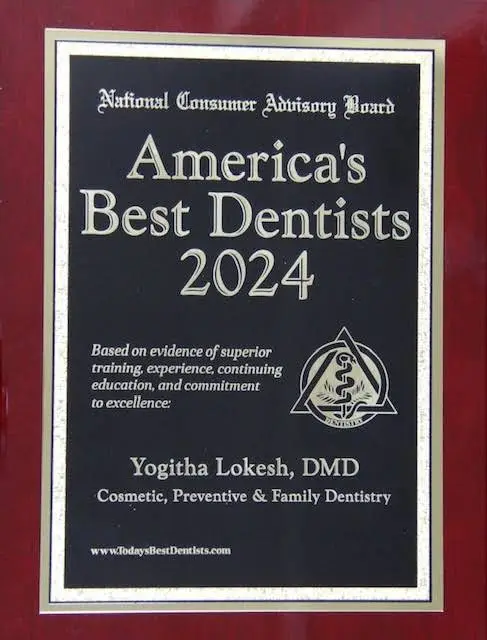 National Consumer Advisory Board
America's
Best Dentists
2024
Based on evidence of superior
training, experience, continuing
education, and commitment
to excellence:
DENTISTRY
Yogitha Lokesh, DMD
Cosmetic, Preventive & Family Dentistry
www.TodaysBestDentists.com